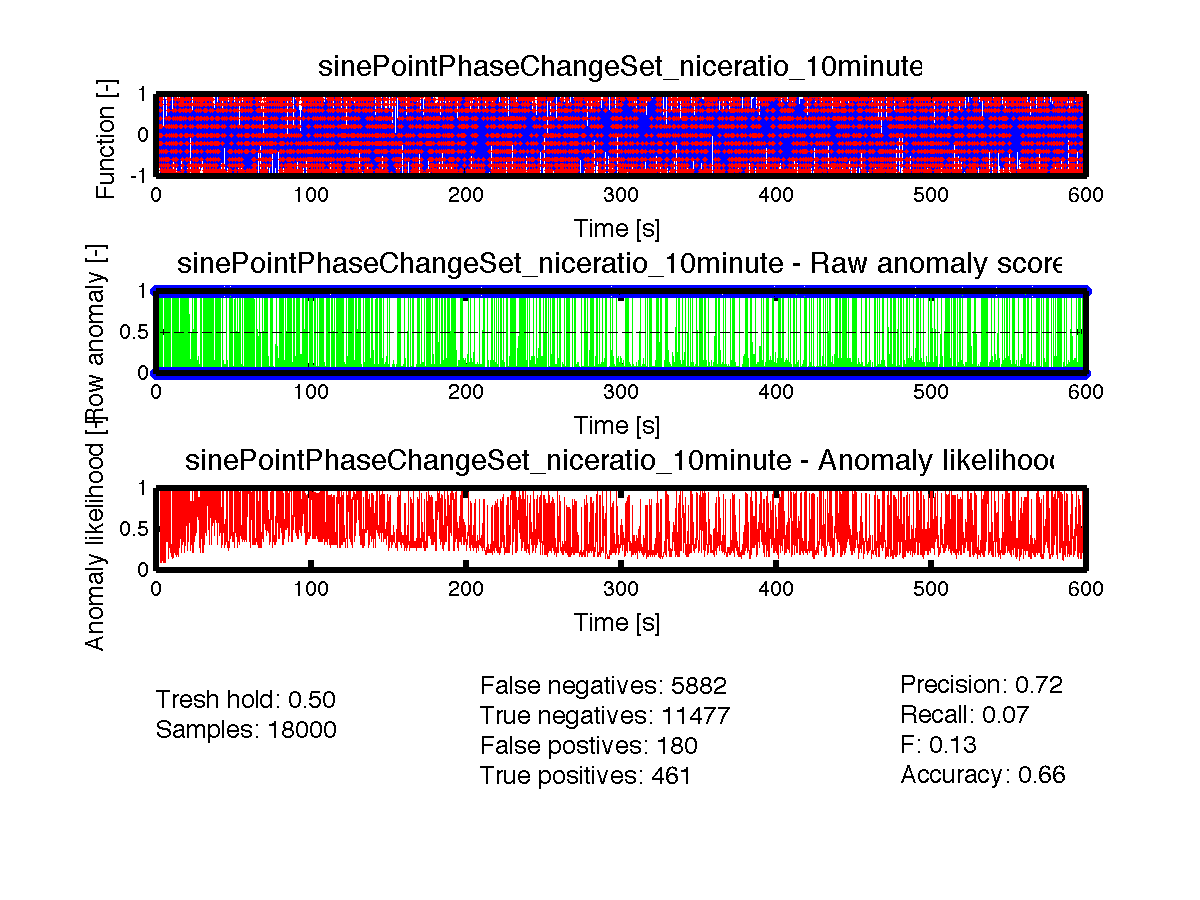 sinePointPhaseChangeSet_niceratio_10minute
Function [-]
1
0
-1
0 100 200 300 400 500 600
Time [s]
sinePointPhaseChangeSet_niceratio_10minute - Raw anomaly score
Row anomaly [-]
1
0.5
0
0 100 200 300 400 500 600
Time [s]
sinePointPhaseChangeSet_niceratio_10minute - Anomaly likelihood
Anomaly likelihood [-]
1
0.5
0
0 100 200 300 400 500 600
Time [s]
Tresh hold: 0.50
Samples: 18000
False negatives: 5882
True negatives: 11477
False postives: 180
True positives: 461
Precision: 0.72
Recall: 0.07
F: 0.13
Accuracy: 0.66